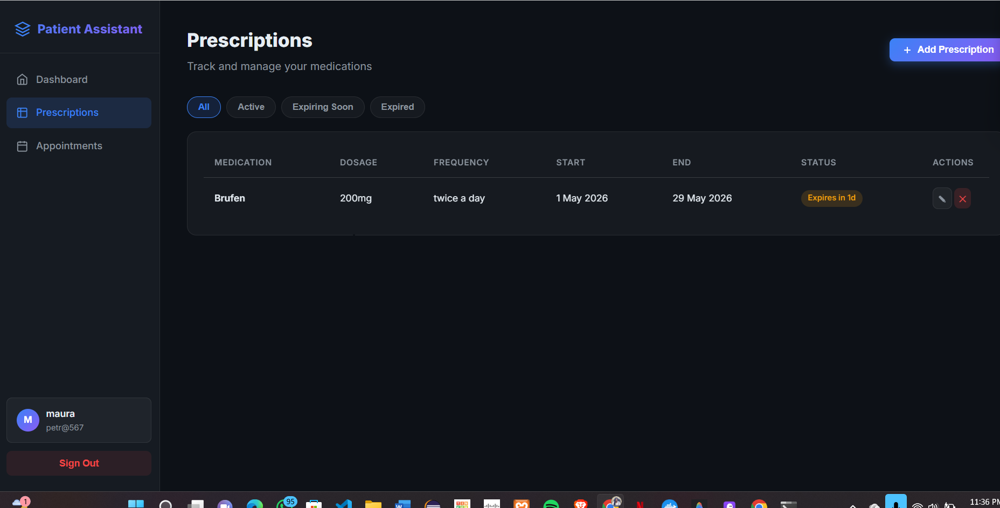 Patient Assistant
Dashboard
Prescriptions
Appointments
maura
M
petr@567
Sign Out
Prescriptions
Track and manage your medications
+ Add Prescription
All Active Expiring Soon Expired
MEDICATION DOSAGE FREQUENCY START END STATUS ACTIONS
Brufen 200mg twice a day 1 May 2026 29 May 2026 Expires in 1d
1
95
11:36 PM